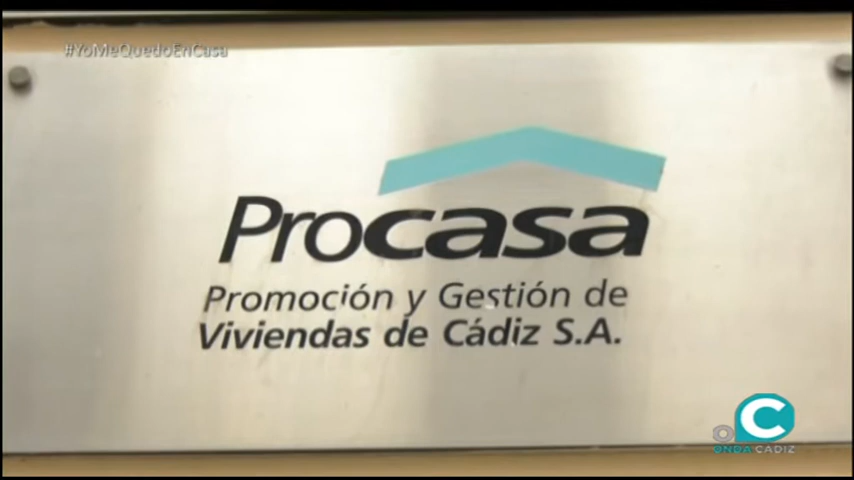 #YoMeQuedoEnCasa
Procasa
Promoción y Gestión de
Viviendas de Cádiz S.A.
C
ONDA CÁDIZ